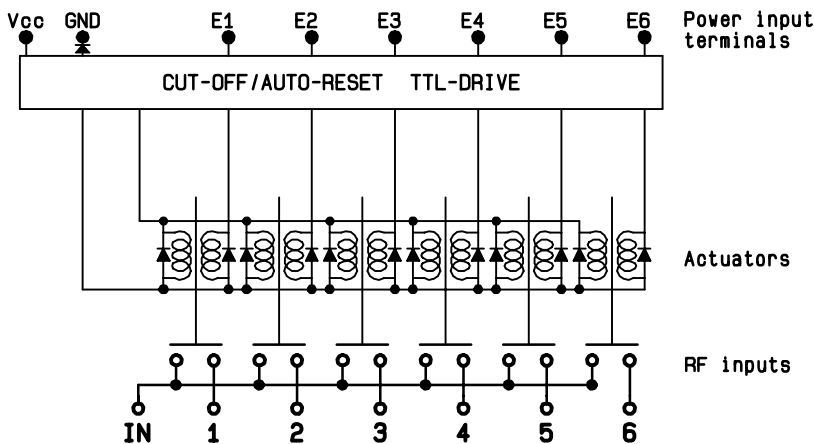 Vcc GND E1 E2 E3 E4 E5 E6 Power input
terminals
CUT-OFF/AUTO-RESET TTL-DRIVE
Actuators
RF inputs
IN 1 2 3 4 5 6